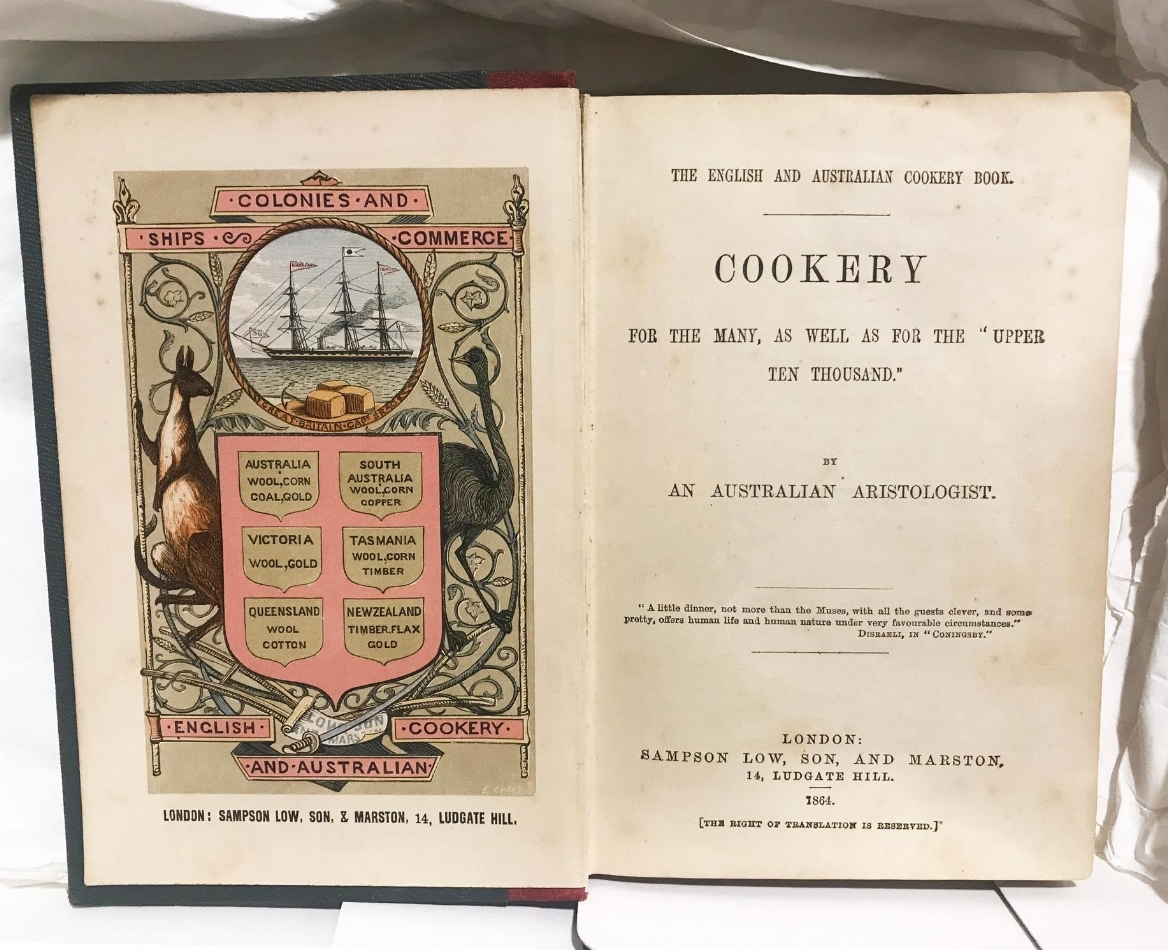 ·COLONIES·AND·
·SHIPS·
·COMMERCE·
GREAT·BRITAIN·CAPT GRAY
AUSTRALIA
WOOL,CORN
COAL,GOLD
SOUTH
AUSTRALIA
WOOL,CORN
COPPER
VICTORIA
WOOL,GOLD
TASMANIA
WOOL,CORN
TIMBER
QUEENSLAND
WOOL
COTTON
NEWZEALAND
TIMBER.FLAX
GOLD
LOW
·ENGLISH·
·COOKERY·
·AND·AUSTRALIAN·
LONDON: SAMPSON LOW, SON, & MARSTON, 14, LUDGATE HILL.
THE ENGLISH AND AUSTRALIAN COOKERY BOOK.
COOKERY
FOR THE MANY, AS WELL AS FOR THE “UPPER
TEN THOUSAND.”
BY
AN AUSTRALIAN ARISTOLOGIST.
“A little dinner, not more than the Muses, with all the guests clever, and some
pretty, offers human life and human nature under very favourable circumstances.”
DISRAELI, IN “CONINGSBY.”
LONDON:
SAMPSON LOW, SON, AND MARSTON,
14, LUDGATE HILL.
1864.
[THE RIGHT OF TRANSLATION IS RESERVED.]